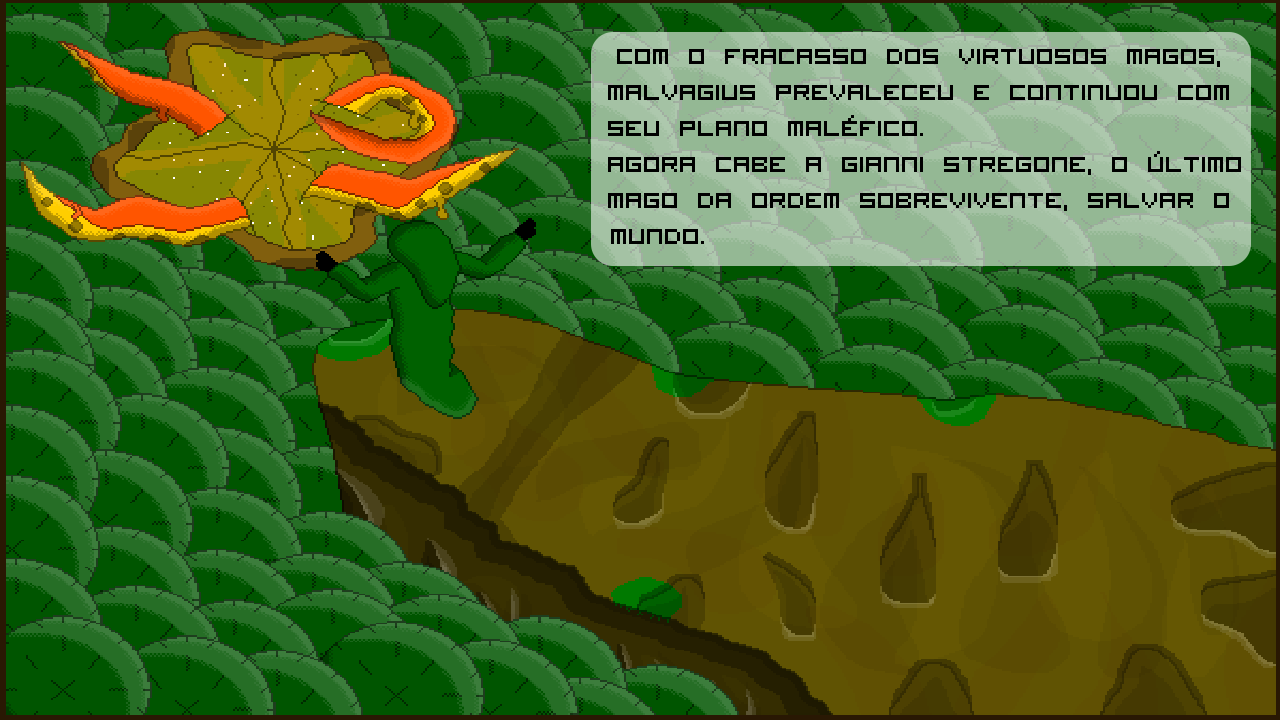 COM O FRACASSO DOS VIRTUOSOS MAGOS,
MALVAGIUS PREVALECEU E CONTINUOU COM
SEU PLANO MALÉFICO.
AGORA CABE A GIANNI STREGONE, O ÚLTIMO
MAGO DA ORDEM SOBREVIVENTE, SALVAR O
MUNDO.